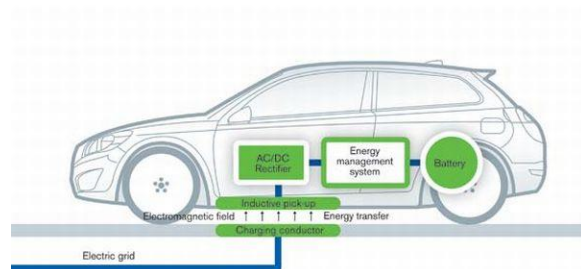 AC/DC
Rectifier
Energy
management
system
Battery
Inductive pick-up
Electromagnetic field
Energy transfer
Charging conductor
Electric grid